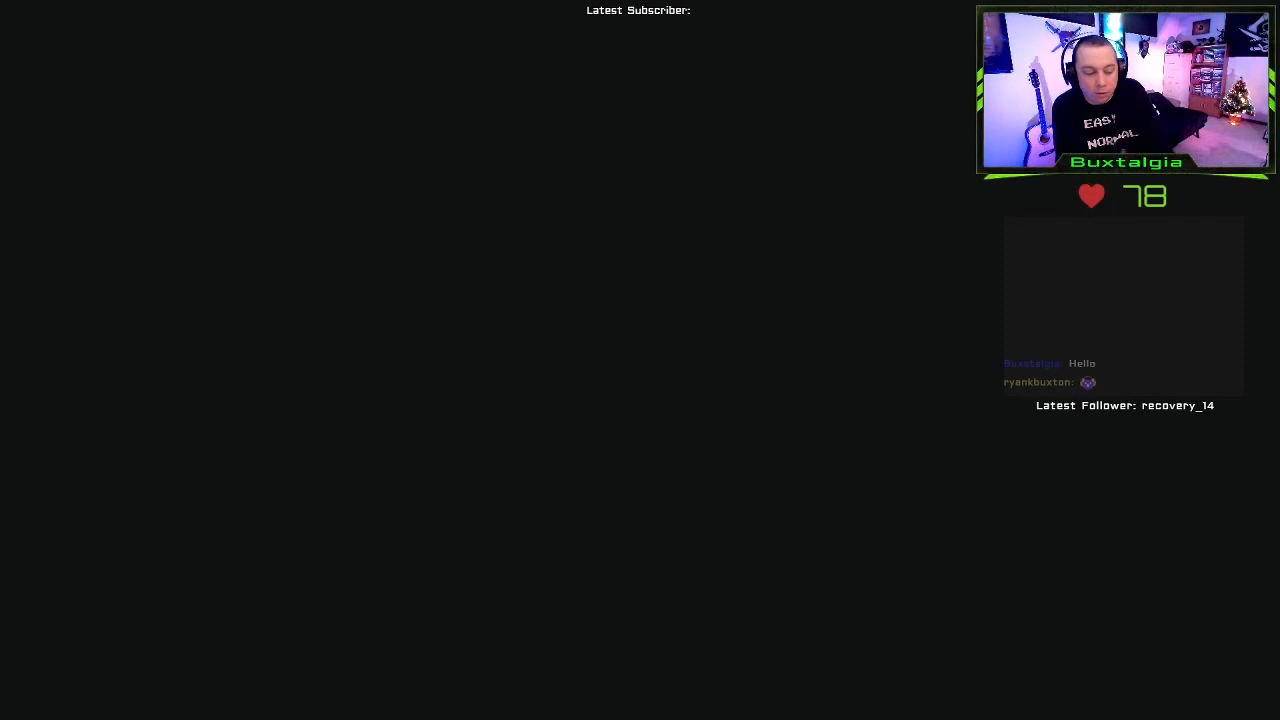 Latest Subscriber:
EASY
NORMAL
Buxtalgia
78
Buxtalgia: Hello
ryankbuxton:
Latest Follower: recovery_14